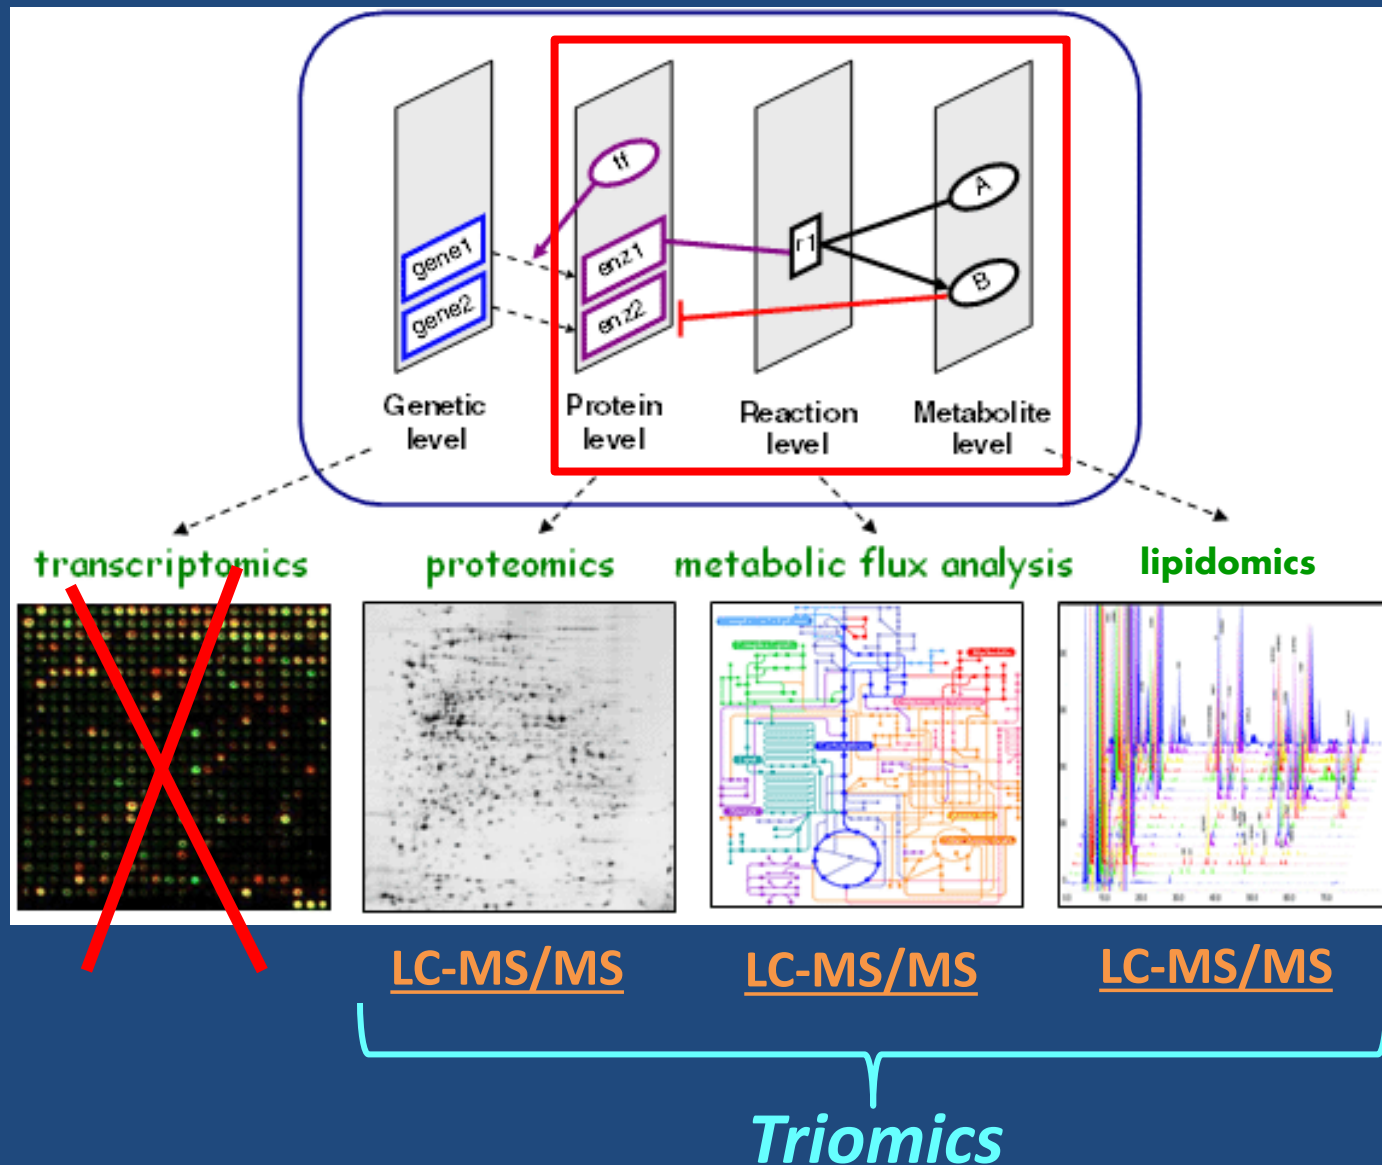 tf
gene1
gene2
enz1
enz2
r1
A
B
Genetic
level
Protein
level
Reaction
level
Metabolite
level
transcriptomics
proteomics
metabolic flux analysis
lipidomics
LC-MS/MS
LC-MS/MS
LC-MS/MS
Triomics